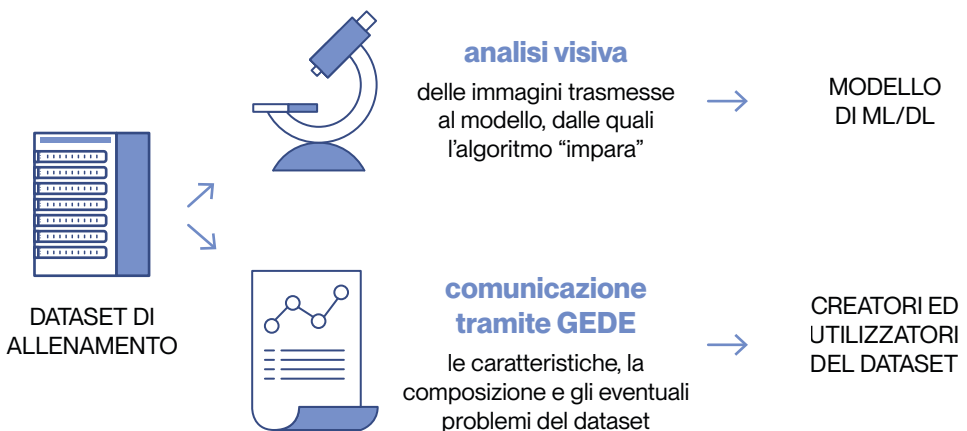 DATASET DI
ALLENAMENTO
analisi visiva
delle immagini trasmesse
al modello, dalle quali
l’algoritmo “impara”
MODELLO
DI ML/DL
comunicazione
tramite GEDE
le caratteristiche, la
composizione e gli eventuali
problemi del dataset
CREATORI ED
UTILIZZATORI
DEL DATASET